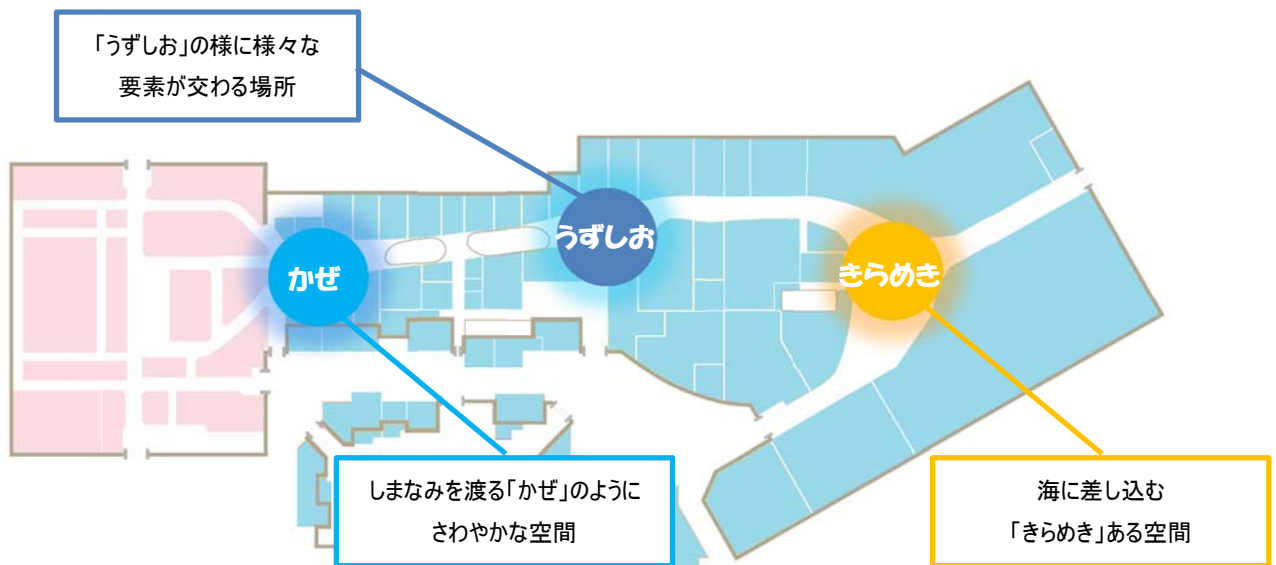 「うずしお」の様に様々な
要素が交わる場所
うずしお
かぜ
きらめき
しまなみを渡る「かぜ」のように
さわやかな空間
海に差し込む
「きらめき」ある空間